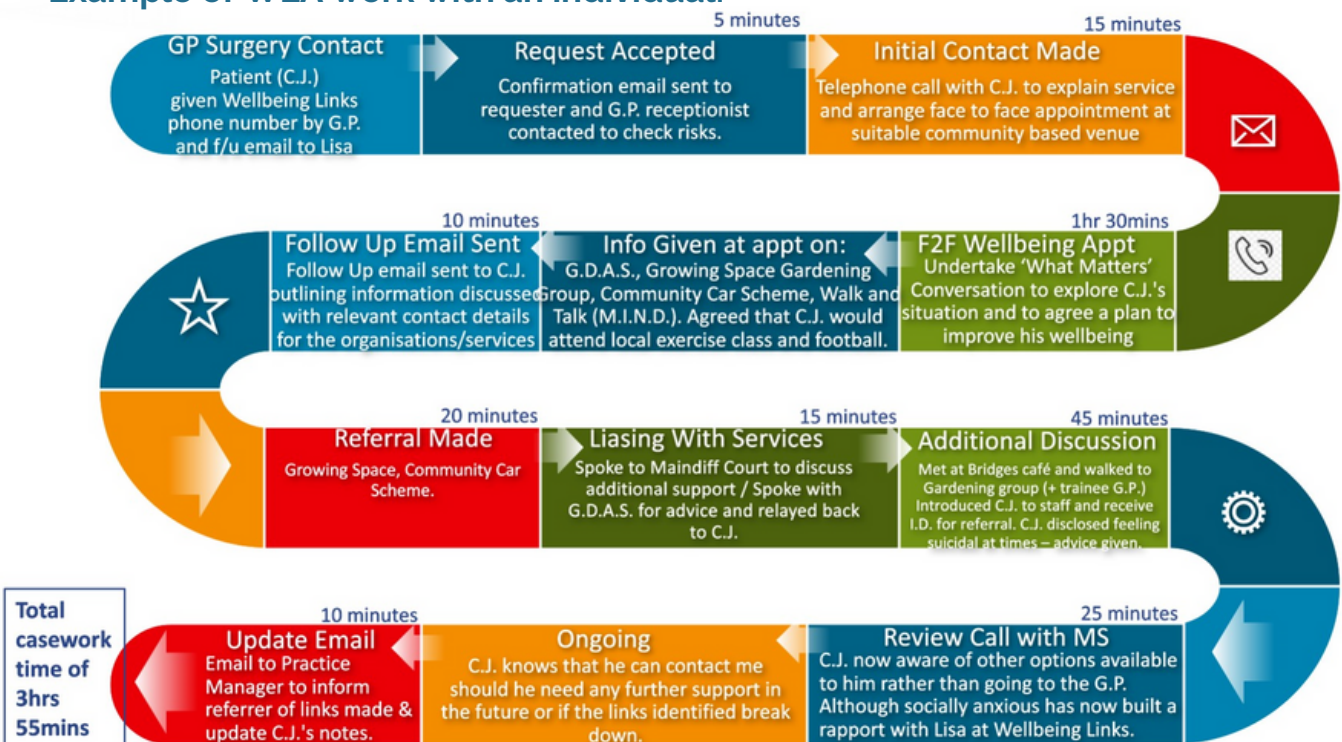 Example of WLA work with an individual:
5 minutes
15 minutes
GP Surgery Contact
Patient (C.J.)
given Wellbeing Links
phone number by G.P.
and f/u email to Lisa
Request Accepted
Confirmation email sent to
requester and G.P. receptionist
contacted to check risks.
Initial Contact Made
Telephone call with C.J. to explain service
and arrange face to face appointment at
suitable community based venue
1hr 30mins
F2F Wellbeing Appt
Undertake 'What Matters'
Conversation to explore C.J.'s
situation and to agree a plan to
improve his wellbeing
Info Given at appt on:
G.D.A.S., Growing Space Gardening
Group, Community Car Scheme, Walk and
Talk (M.I.N.D.). Agreed that C.J. would
attend local exercise class and football.
10 minutes
Follow Up Email Sent
Follow Up email sent to C.J.
outlining information discussed
with relevant contact details
for the organisations/services
20 minutes
Referral Made
Growing Space, Community Car
Scheme.
15 minutes
Liasing With Services
Spoke to Maindiff Court to discuss
additional support / Spoke with
G.D.A.S. for advice and relayed back
to C.J.
45 minutes
Additional Discussion
Met at Bridges café and walked to
Gardening group (+ trainee G.P.)
Introduced C.J. to staff and receive
I.D. for referral. C.J. disclosed feeling
suicidal at times – advice given.
25 minutes
Review Call with MS
C.J. now aware of other options available
to him rather than going to the G.P.
Although socially anxious has now built a
rapport with Lisa at Wellbeing Links.
Ongoing
C.J. knows that he can contact me
should he need any further support in
the future or if the links identified break
down.
10 minutes
Update Email
Email to Practice
Manager to inform
referrer of links made &
update C.J.'s notes.
Total
casework
time of
3hrs
55mins